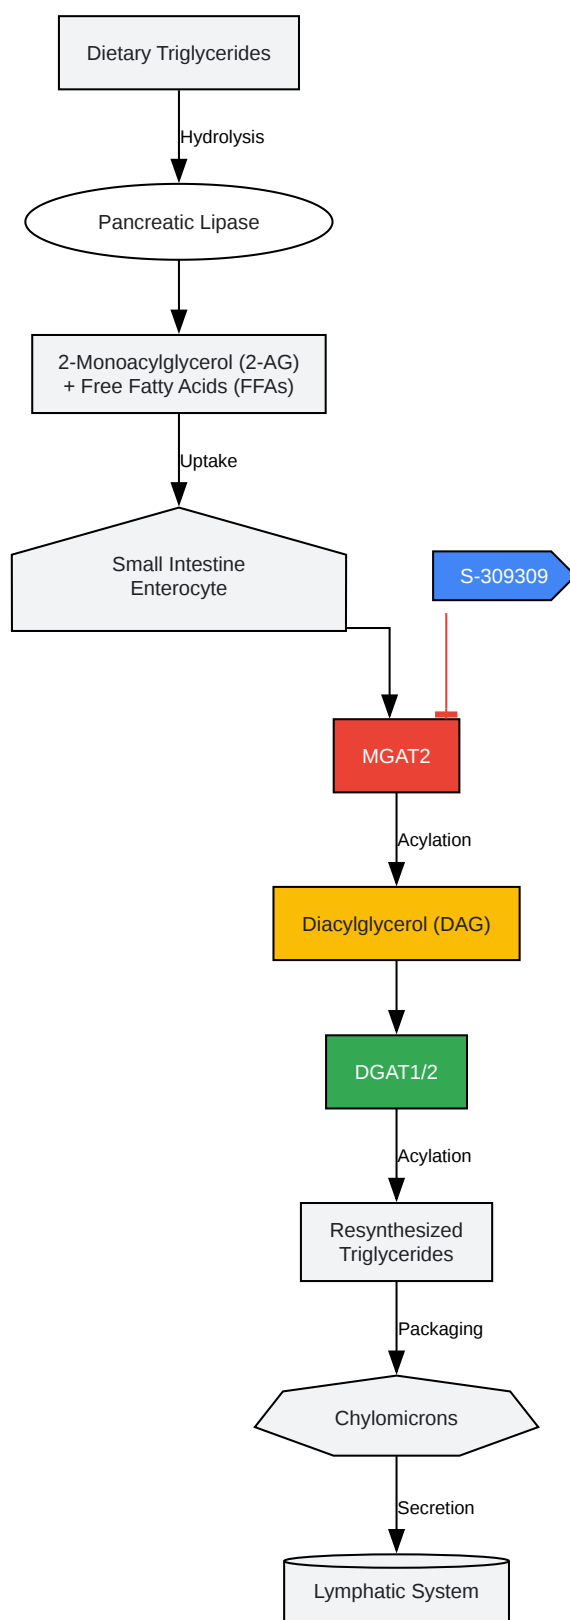 Dietary Triglycerides
Hydrolysis
Pancreatic Lipase
2-Monoacylglycerol (2-AG)
+ Free Fatty Acids (FFAs)
Uptake
Small Intestine
Enterocyte
S-309309
MGAT2
Acylation
Diacylglycerol (DAG)
DGAT1/2
Acylation
Resynthesized
Triglycerides
Packaging
Chylomicrons
Secretion
Lymphatic System